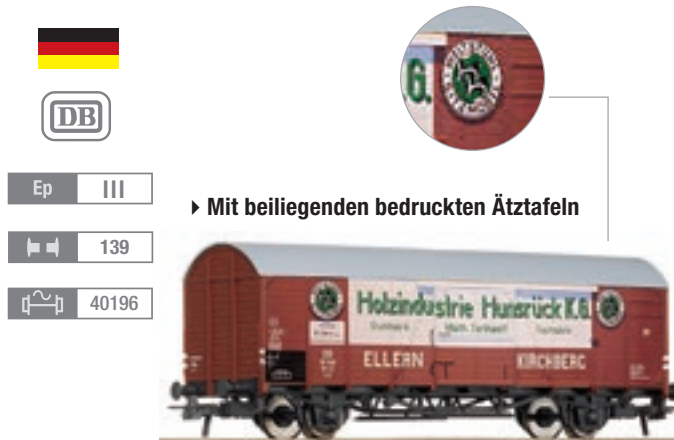 DB
Ep III
▸ Mit beiliegenden bedruckten Ätztafeln
139
40196
Holzindustrie Hunsrück K.G.
ELLERN KIRCHBERG